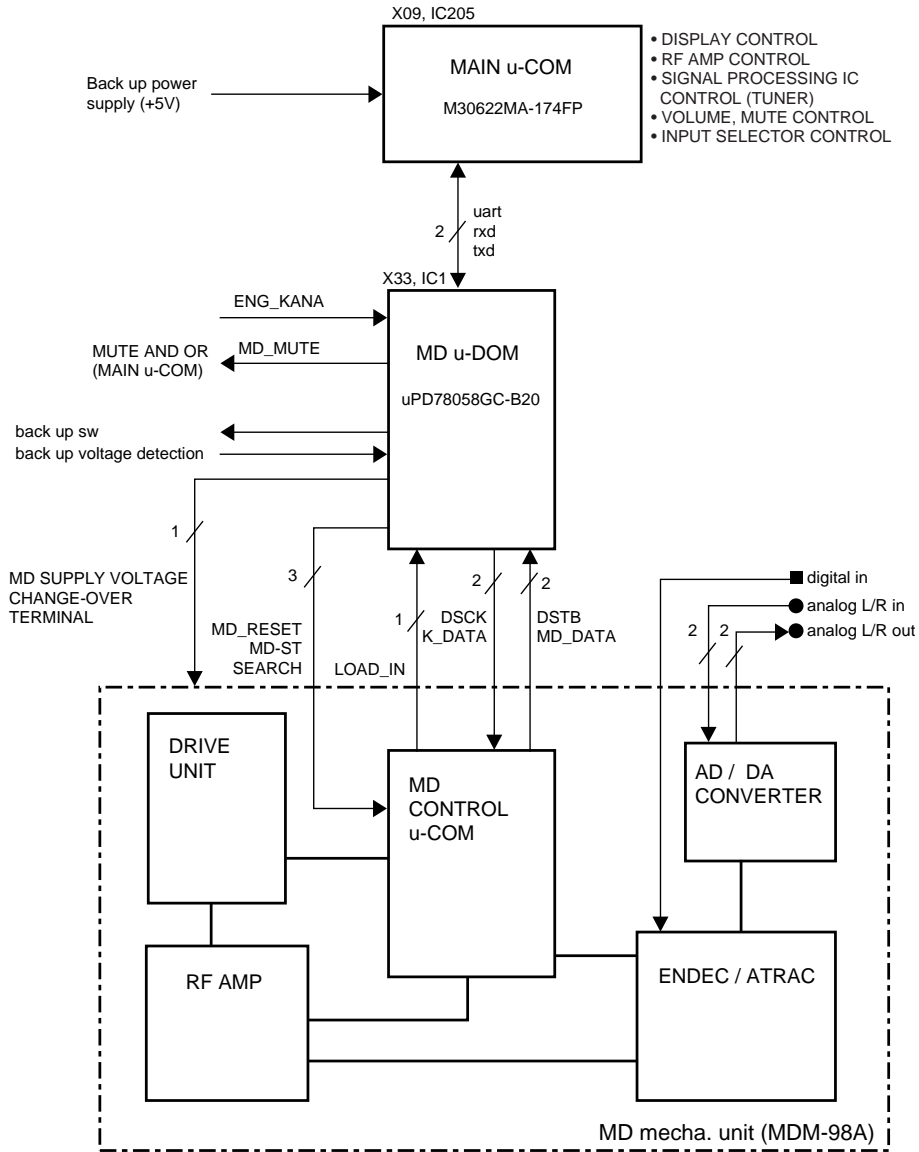 X09, IC205
MAIN u-COM
M30622MA-174FP
Back up power
supply (+5V)
• DISPLAY CONTROL
• RF AMP CONTROL
• SIGNAL PROCESSING IC
CONTROL (TUNER)
• VOLUME, MUTE CONTROL
• INPUT SELECTOR CONTROL
2
uart
rxd
txd
X33, IC1
MD u-DOM
uPD78058GC-B20
ENG_KANA
MD_MUTE
MUTE AND OR
(MAIN u-COM)
back up sw
back up voltage detection
1
MD SUPPLY VOLTAGE
CHANGE-OVER
TERMINAL
3
MD_RESET
MD-ST
SEARCH
1
LOAD_IN
2
DSCK
K_DATA
2
DSTB
MD_DATA
digital in
analog L/R in
analog L/R out
2
2
DRIVE
UNIT
MD
CONTROL
u-COM
AD / DA
CONVERTER
RF AMP
ENDEC / ATRAC
MD mecha. unit (MDM-98A)